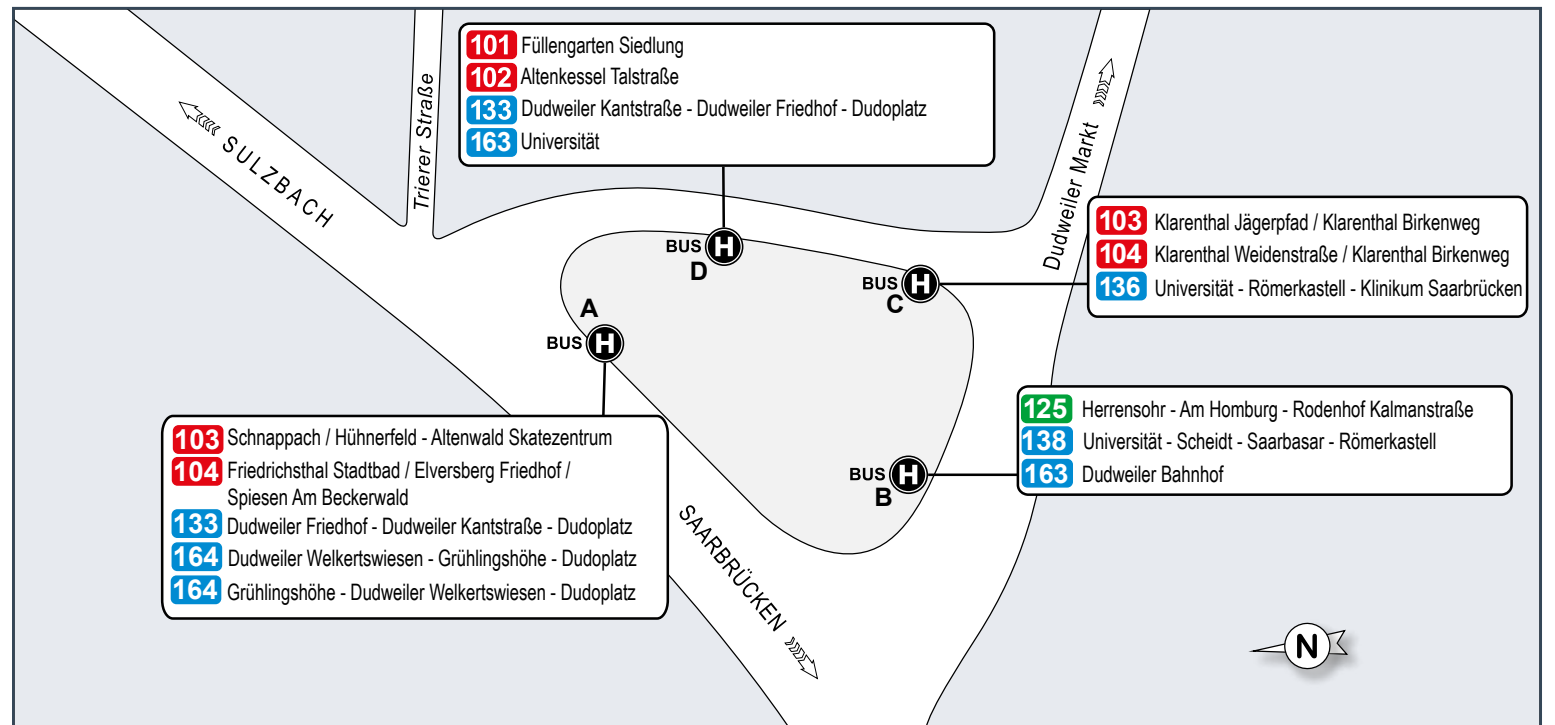 101 Füllengarten Siedlung
102 Altenkessel Talstraße
133 Dudweiler Kantstraße - Dudweiler Friedhof - Dudoplatz
163 Universität
Trierer Straße
SULZBACH
Dudweiler Markt
BUS H
D
103 Klarenthal Jägerpfad / Klarenthal Birkenweg
104 Klarenthal Weidenstraße / Klarenthal Birkenweg
136 Universität - Römerkastell - Klinikum Saarbrücken
BUS H
C
A
BUS H
125 Herrensohr - Am Homburg - Rodenhof Kalmanstraße
138 Universität - Scheidt - Saarbasar - Römerkastell
163 Dudweiler Bahnhof
BUS H
B
103 Schnappach / Hühnerfeld - Altenwald Skatezentrum
104 Friedrichsthal Stadtbad / Elversberg Friedhof /
Spiesen Am Beckerwald
133 Dudweiler Friedhof - Dudweiler Kantstraße - Dudoplatz
164 Dudweiler Welkertswiesen - Grühlingshöhe - Dudoplatz
164 Grühlingshöhe - Dudweiler Welkertswiesen - Dudoplatz
SAARBRÜCKEN
N